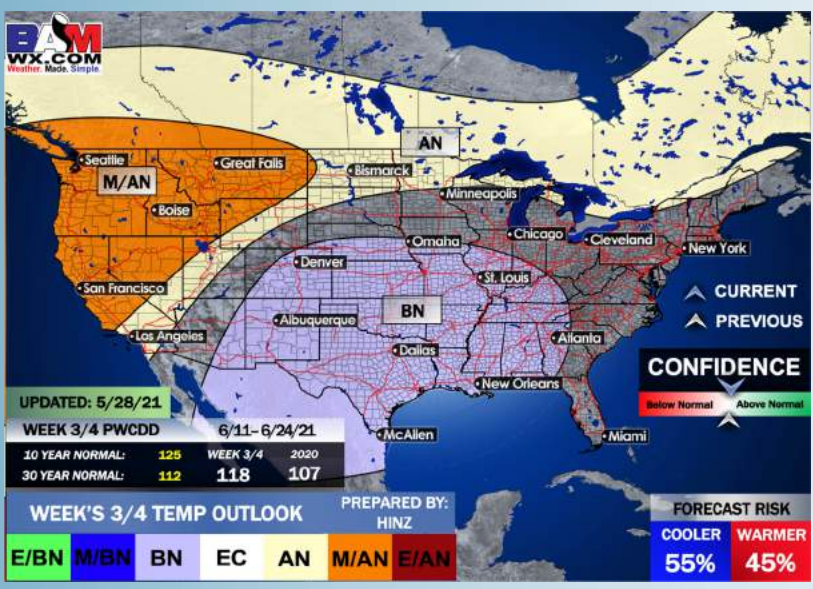 BAM
WX.COM
Weather. Made. Simple.
AN
Seattle
Great Falls
Bismarck
M/AN
Minneapolis
Boise
Omaha
Chicago
Cleveland
New York
Denver
St. Louis
San Francisco
CURRENT
BN
Albuquerque
PREVIOUS
Los Angeles
Atlanta
Dallas
CONFIDENCE
New Orleans
Below Normal
Above Normal
UPDATED: 5/28/21
WEEK 3/4 PWCDD 6/11-6/24/21
McAllen
Miami
10 YEAR NORMAL: 125 WEEK 3/4 2020
30 YEAR NORMAL: 112 118 107
WEEK'S 3/4 TEMP OUTLOOK
PREPARED BY:
HINZ
FORECAST RISK
COOLER WARMER
55% 45%
E/BN M/BN BN EC AN M/AN E/AN